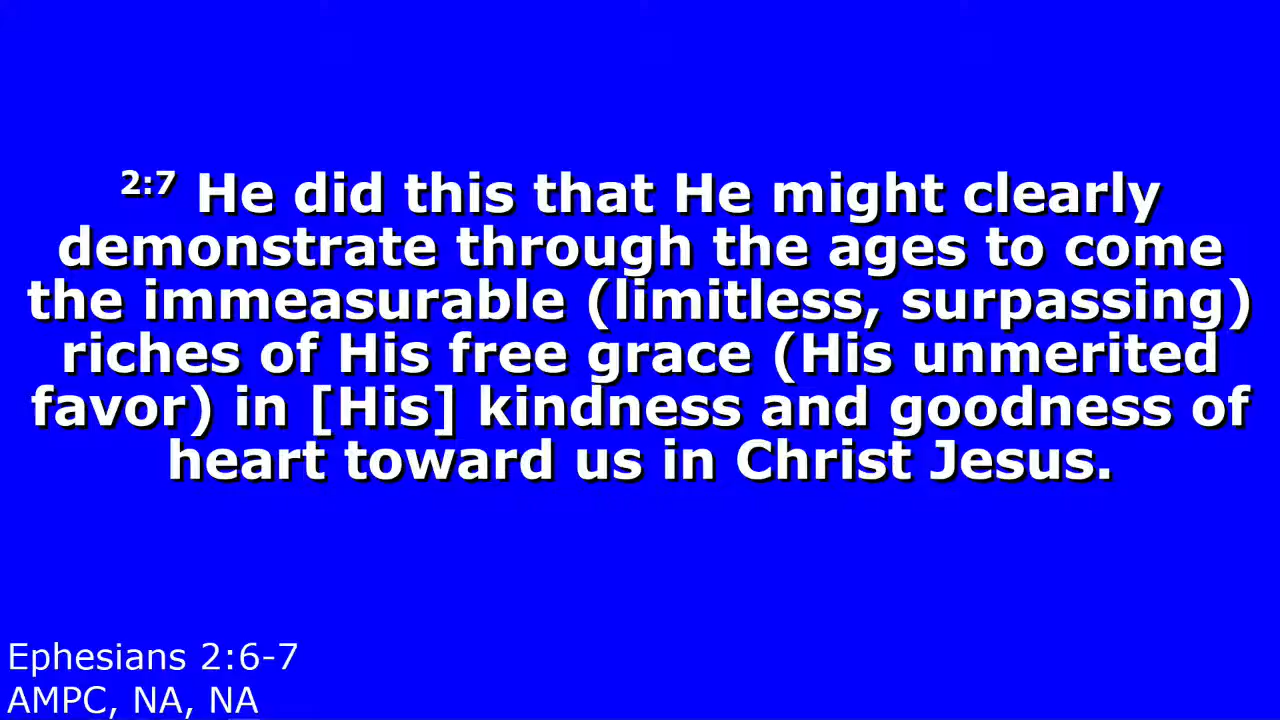 2:7 He did this that He might clearly
demonstrate through the ages to come
the immeasurable (limitless, surpassing)
riches of His free grace (His unmerited
favor) in [His] kindness and goodness of
heart toward us in Christ Jesus.
Ephesians 2:6-7
AMPC, NA, NA